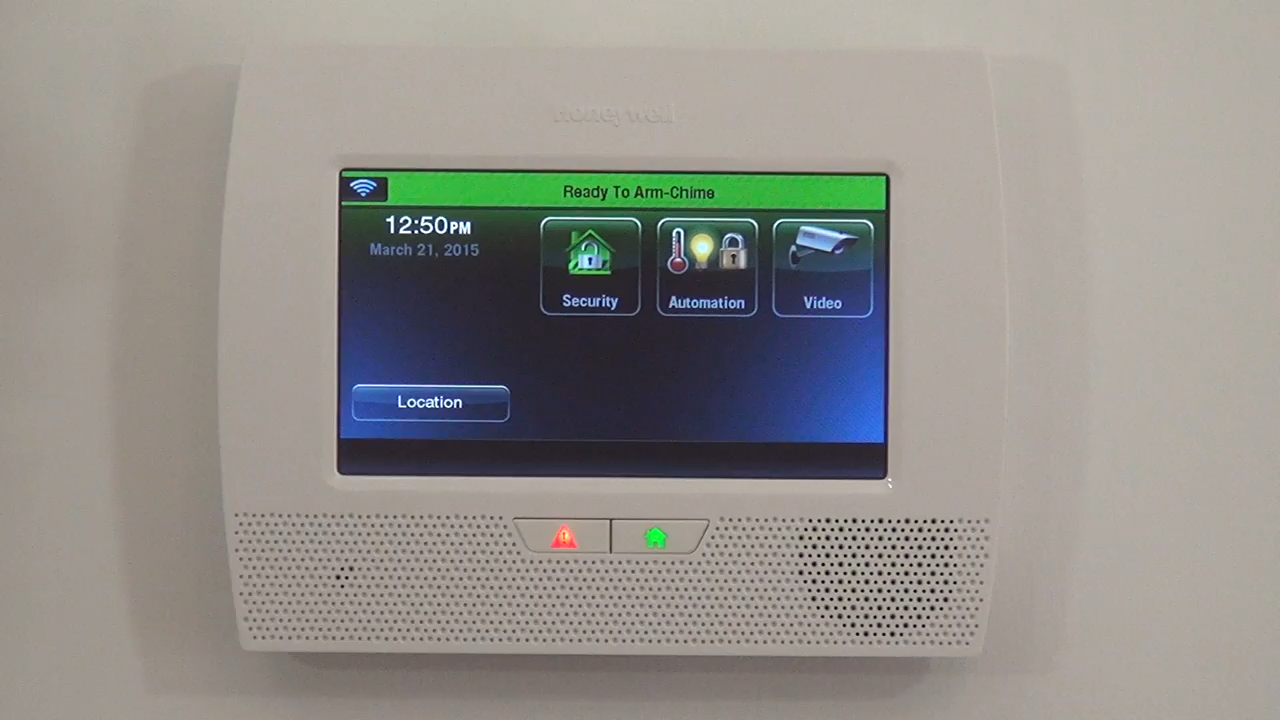 Honeywell
Ready To Arm-Chime
12:50PM
March 21, 2015
Security
Automation
Video
Location